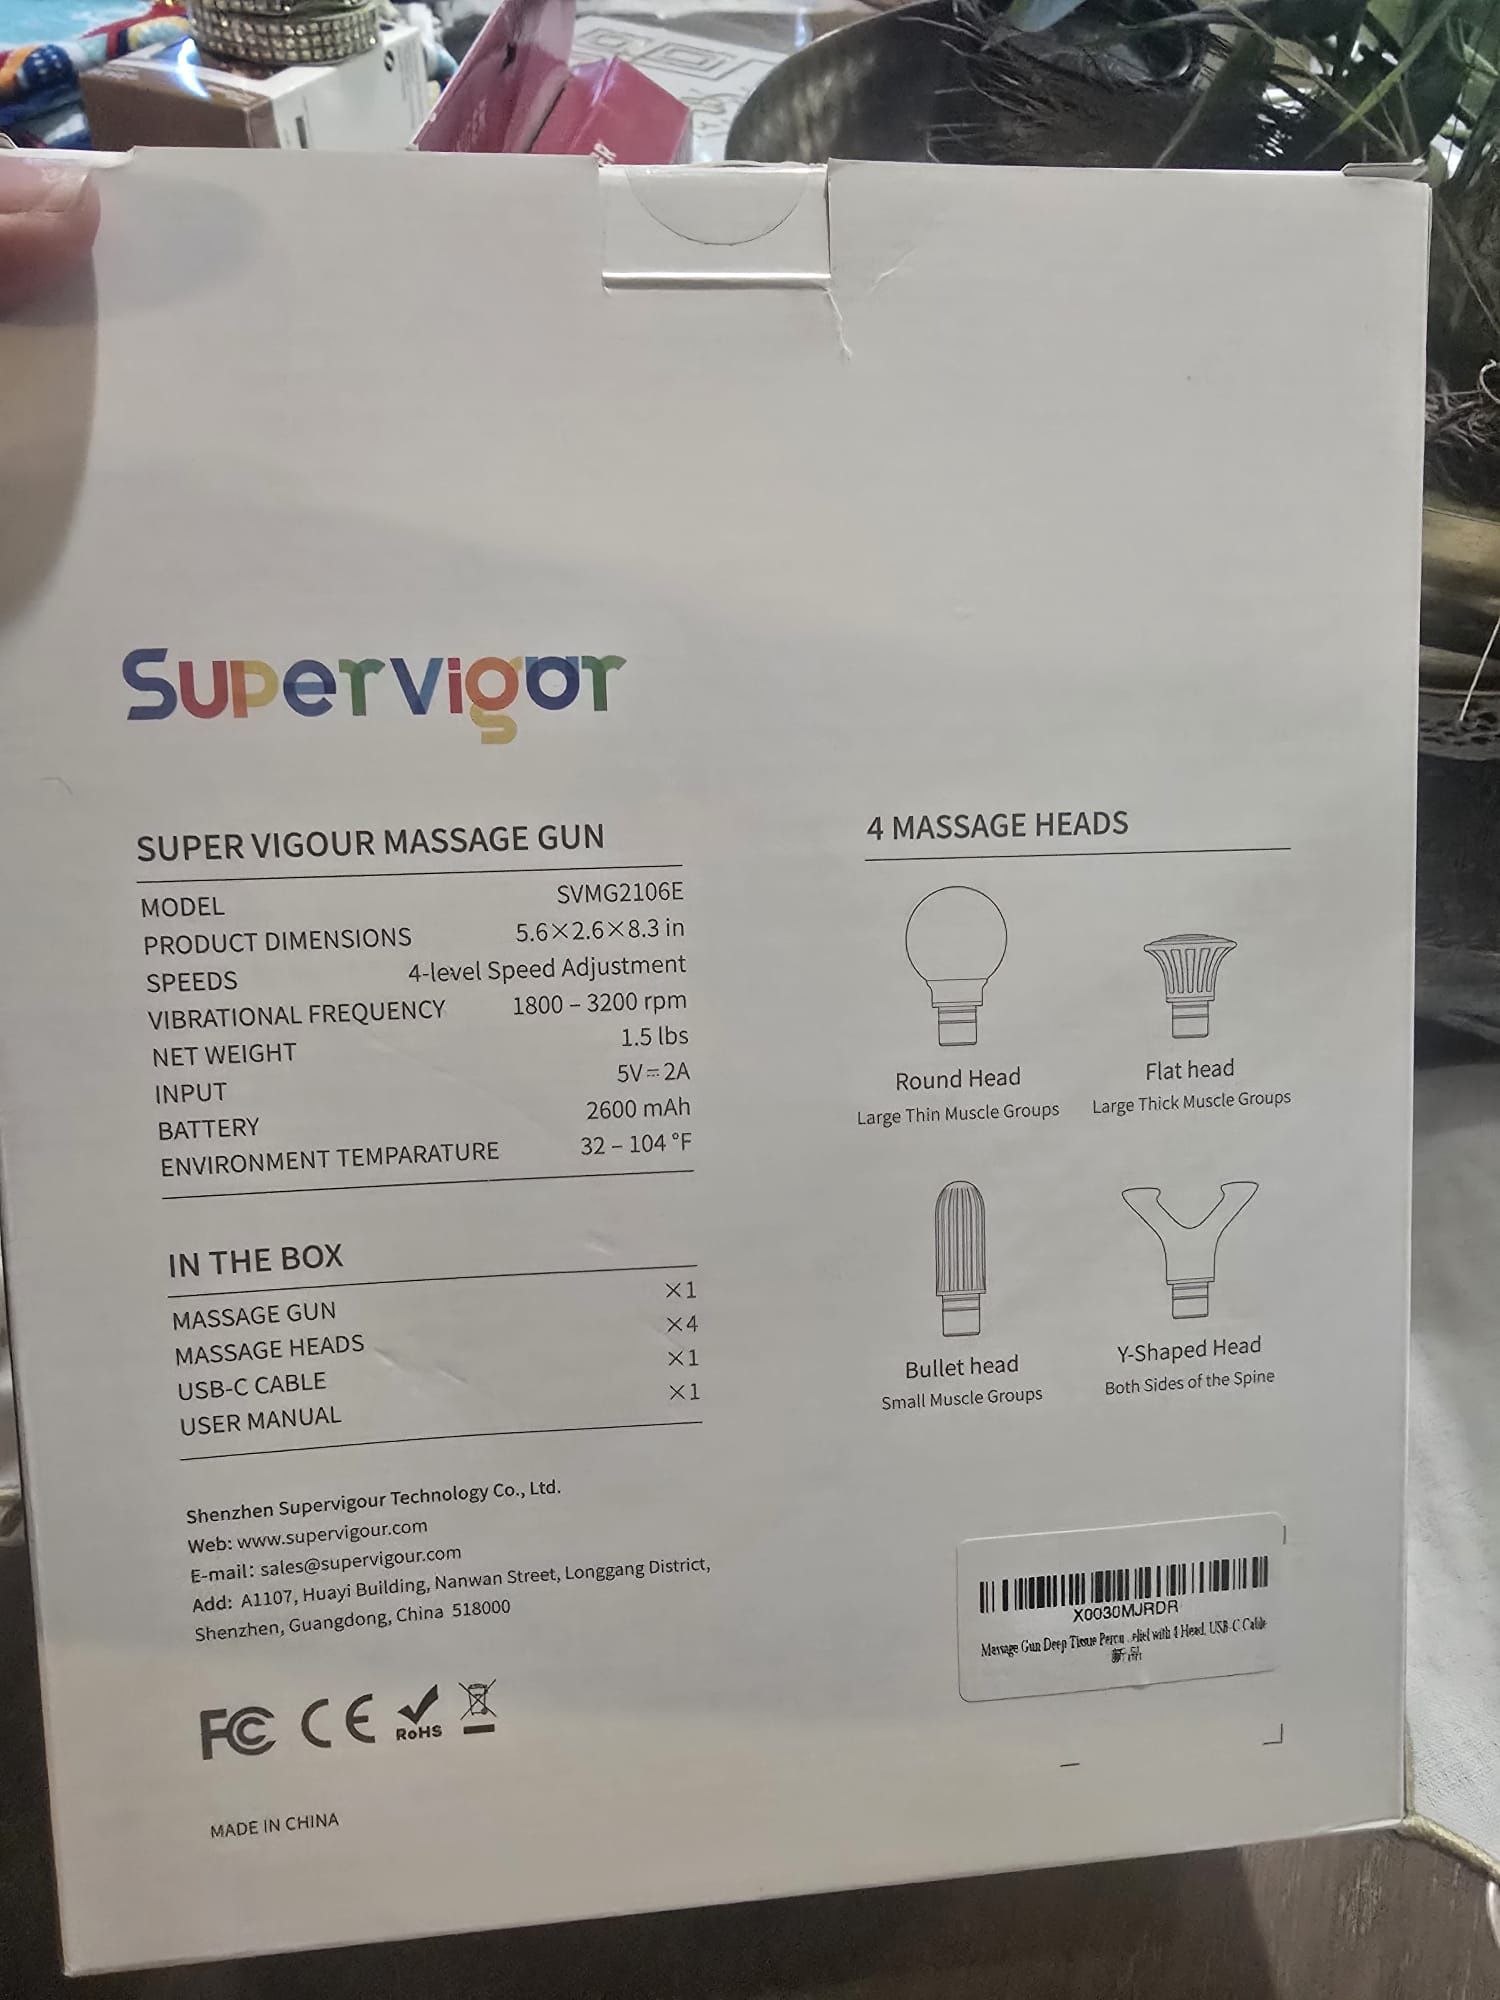 Supervigor
SUPER VIGOUR MASSAGE GUN
MODEL SVMG2106E
PRODUCT DIMENSIONS 5.6×2.6×8.3 in
SPEEDS 4-level Speed Adjustment
VIBRATIONAL FREQUENCY 1800 – 3200 rpm
NET WEIGHT 1.5 lbs
INPUT 5V⎓2A
BATTERY 2600 mAh
ENVIRONMENT TEMPARATURE 32 – 104 °F
IN THE BOX
MASSAGE GUN ×1
MASSAGE HEADS ×4
USB-C CABLE ×1
USER MANUAL ×1
Shenzhen Supervigour Technology Co., Ltd.
Web: www.supervigour.com
E-mail: sales@supervigour.com
Add: A1107, Huayi Building, Nanwan Street, Longgang District,
Shenzhen, Guangdong, China 518000
FC CE RoHS
MADE IN CHINA
4 MASSAGE HEADS
Round Head
Large Thin Muscle Groups
Flat head
Large Thick Muscle Groups
Bullet head
Small Muscle Groups
Y-Shaped Head
Both Sides of the Spine
X0030MJRDR
Massage Gun Deep Tissue Percu with 4 Head, USB-C Cable
新品